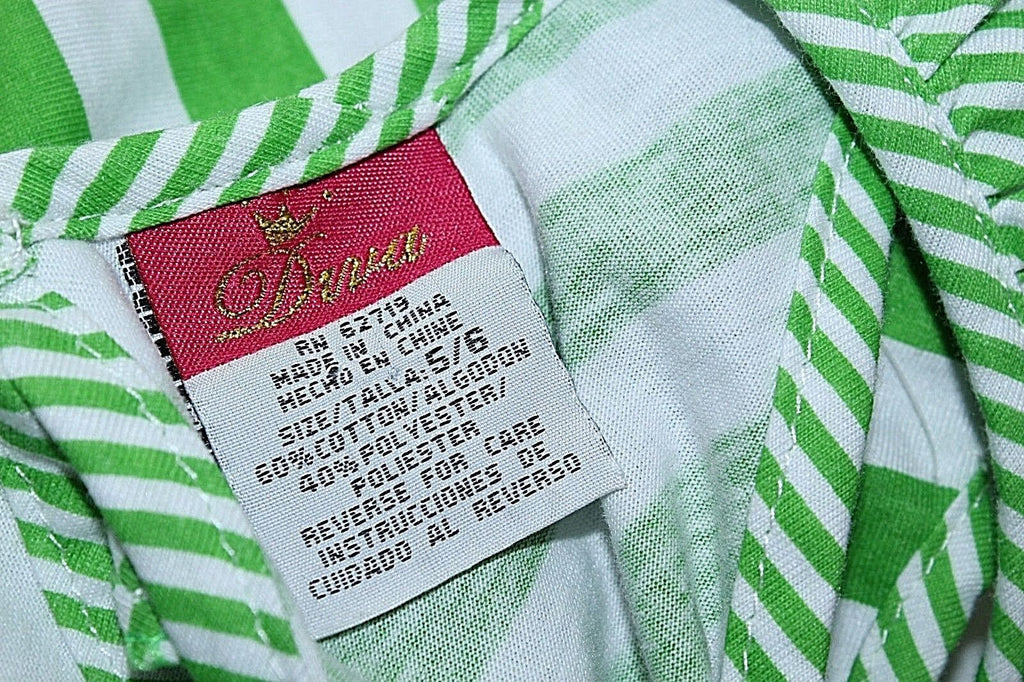 RN 62719
MADE IN CHINA
HECHO EN CHINE
SIZE/TALLA:5/6
60%COTTON/ALGODON
40%POLYESTER/
POLIESTER
REVERSE FOR CARE
INSTRUCCIONES DE
CUIDADO AL REVERSO